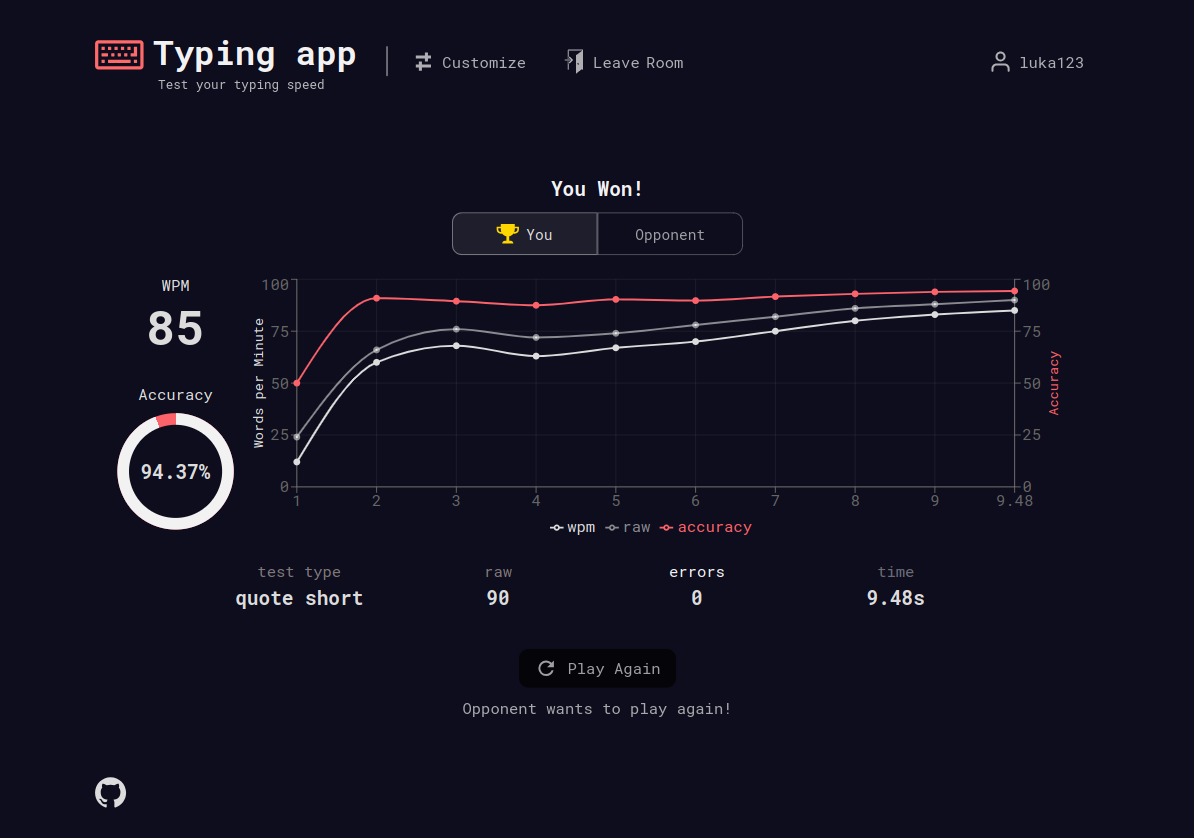 Typing app
Test your typing speed
Customize
Leave Room
luka123
You Won!
You
Opponent
WPM
85
Accuracy
94.37%
Words per Minute
100
75
50
25
0
1 2 3 4 5 6 7 8 9 9.48
100
75
50
25
0
Accuracy
wpm raw accuracy
test type
quote short
raw
90
errors
0
time
9.48s
Play Again
Opponent wants to play again!